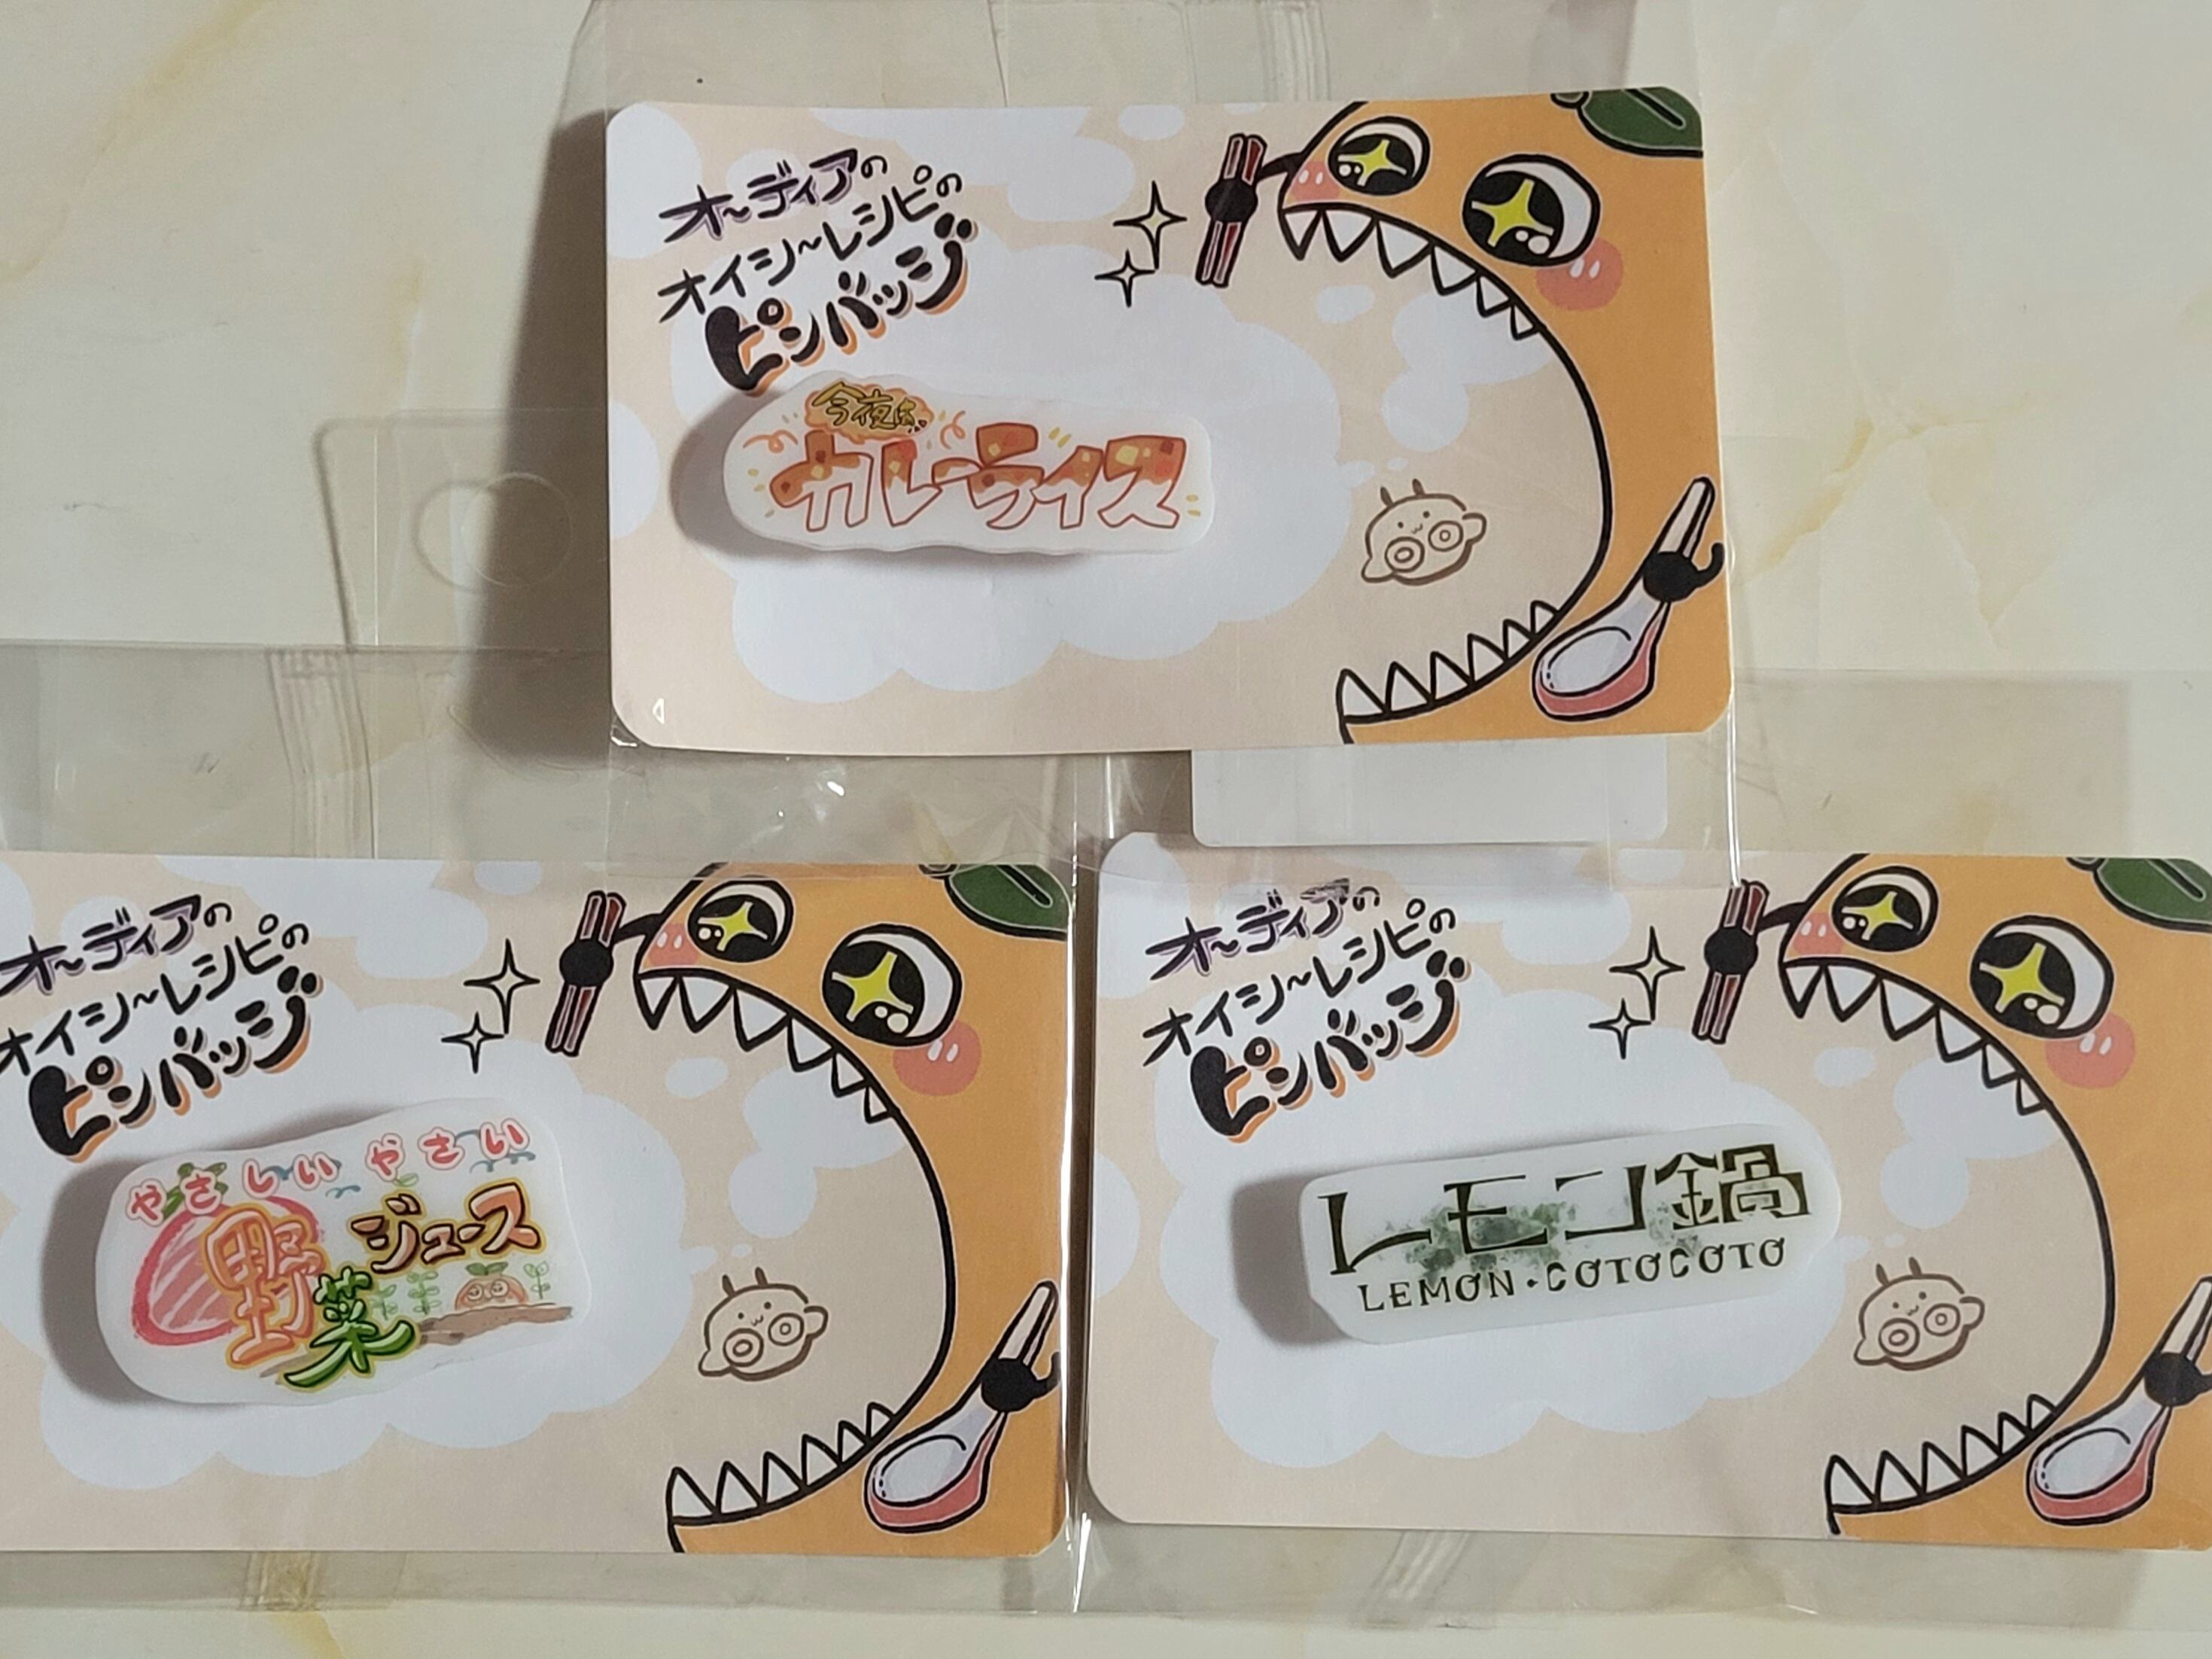 オ〜ディアの
オイシ〜レシピの
ピンバッジ
今夜は
カレーライス
オ〜ディアの
オイシ〜レシピの
ピンバッジ
やさしいやさい
野菜ジュース
オ〜ディアの
オイシ〜レシピの
ピンバッジ
レモン鍋
LEMON・COTOCOTO